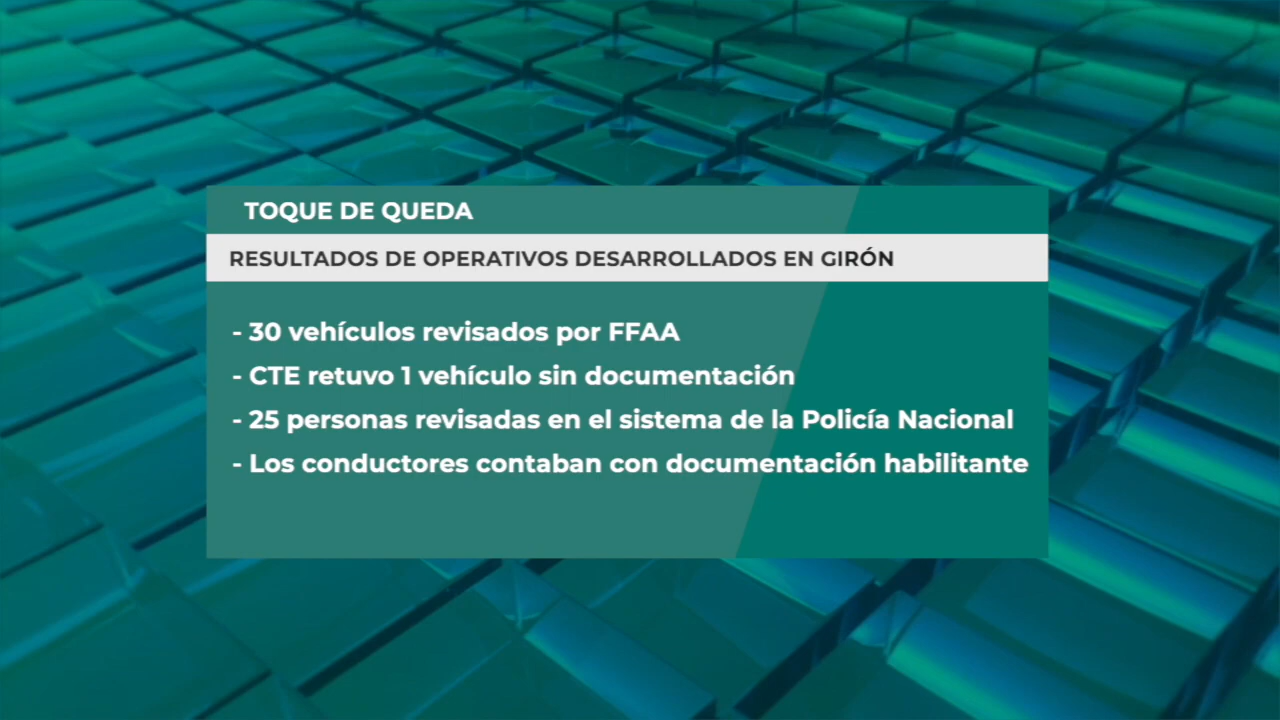 TOQUE DE QUEDA
RESULTADOS DE OPERATIVOS DESARROLLADOS EN GIRÓN
- 30 vehículos revisados por FFAA
- CTE retuvo 1 vehículo sin documentación
- 25 personas revisadas en el sistema de la Policía Nacional
- Los conductores contaban con documentación habilitante